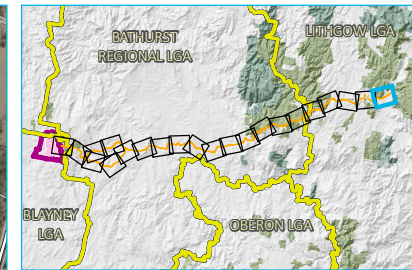 BATHURST
REGIONAL LGA
LITHGOW LGA
BLAYNEY
LGA
OBERON LGA